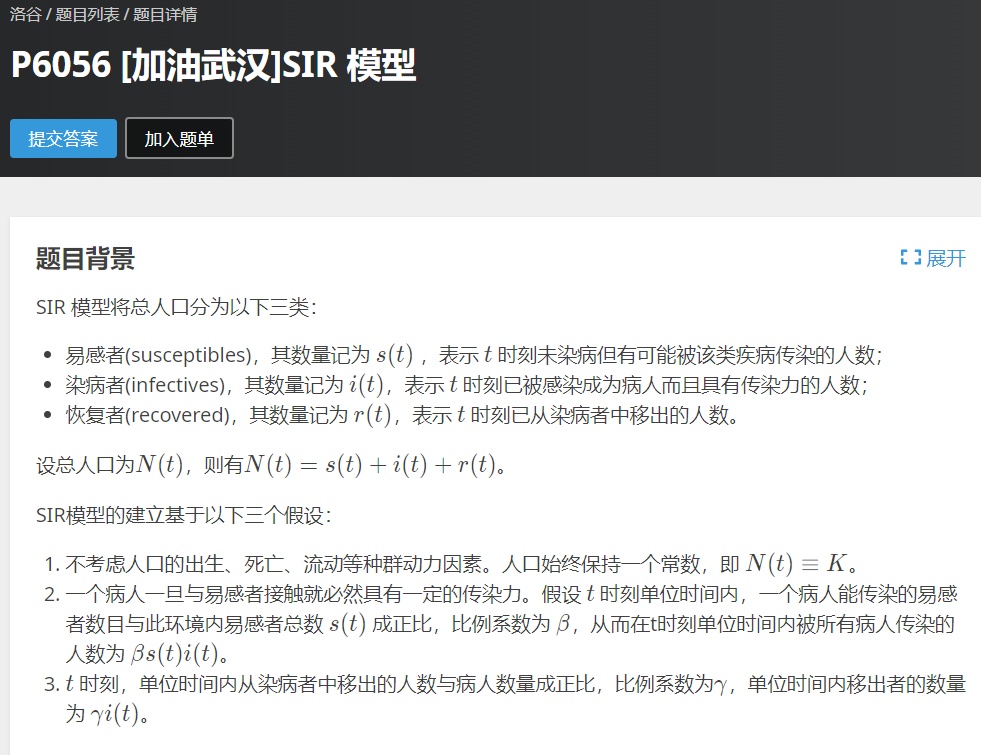 洛谷 / 题目列表 / 题目详情
P6056 [加油武汉]SIR 模型
提交答案
加入题单
题目背景
展开
SIR 模型将总人口分为以下三类：
易感者(susceptibles)，其数量记为 s(t) ，表示 t 时刻未染病但有可能被该类疾病传染的人数；
染病者(infectives)，其数量记为 i(t)，表示 t 时刻已被感染成为病人而且具有传染力的人数；
恢复者(recovered)，其数量记为 r(t)，表示 t 时刻已从染病者中移出的人数。
设总人口为N(t)，则有N(t) = s(t) + i(t) + r(t)。
SIR模型的建立基于以下三个假设：
1. 不考虑人口的出生、死亡、流动等种群动力因素。人口始终保持一个常数，即 N(t) ≡ K。
2. 一个病人一旦与易感者接触就必然具有一定的传染力。假设 t 时刻单位时间内，一个病人能传染的易感
者数目与此环境内易感者总数 s(t) 成正比，比例系数为 β，从而在t时刻单位时间内被所有病人传染的
人数为 βs(t)i(t)。
3. t 时刻，单位时间内从染病者中移出的人数与病人数量成正比，比例系数为γ，单位时间内移出者的数量
为 γi(t)。